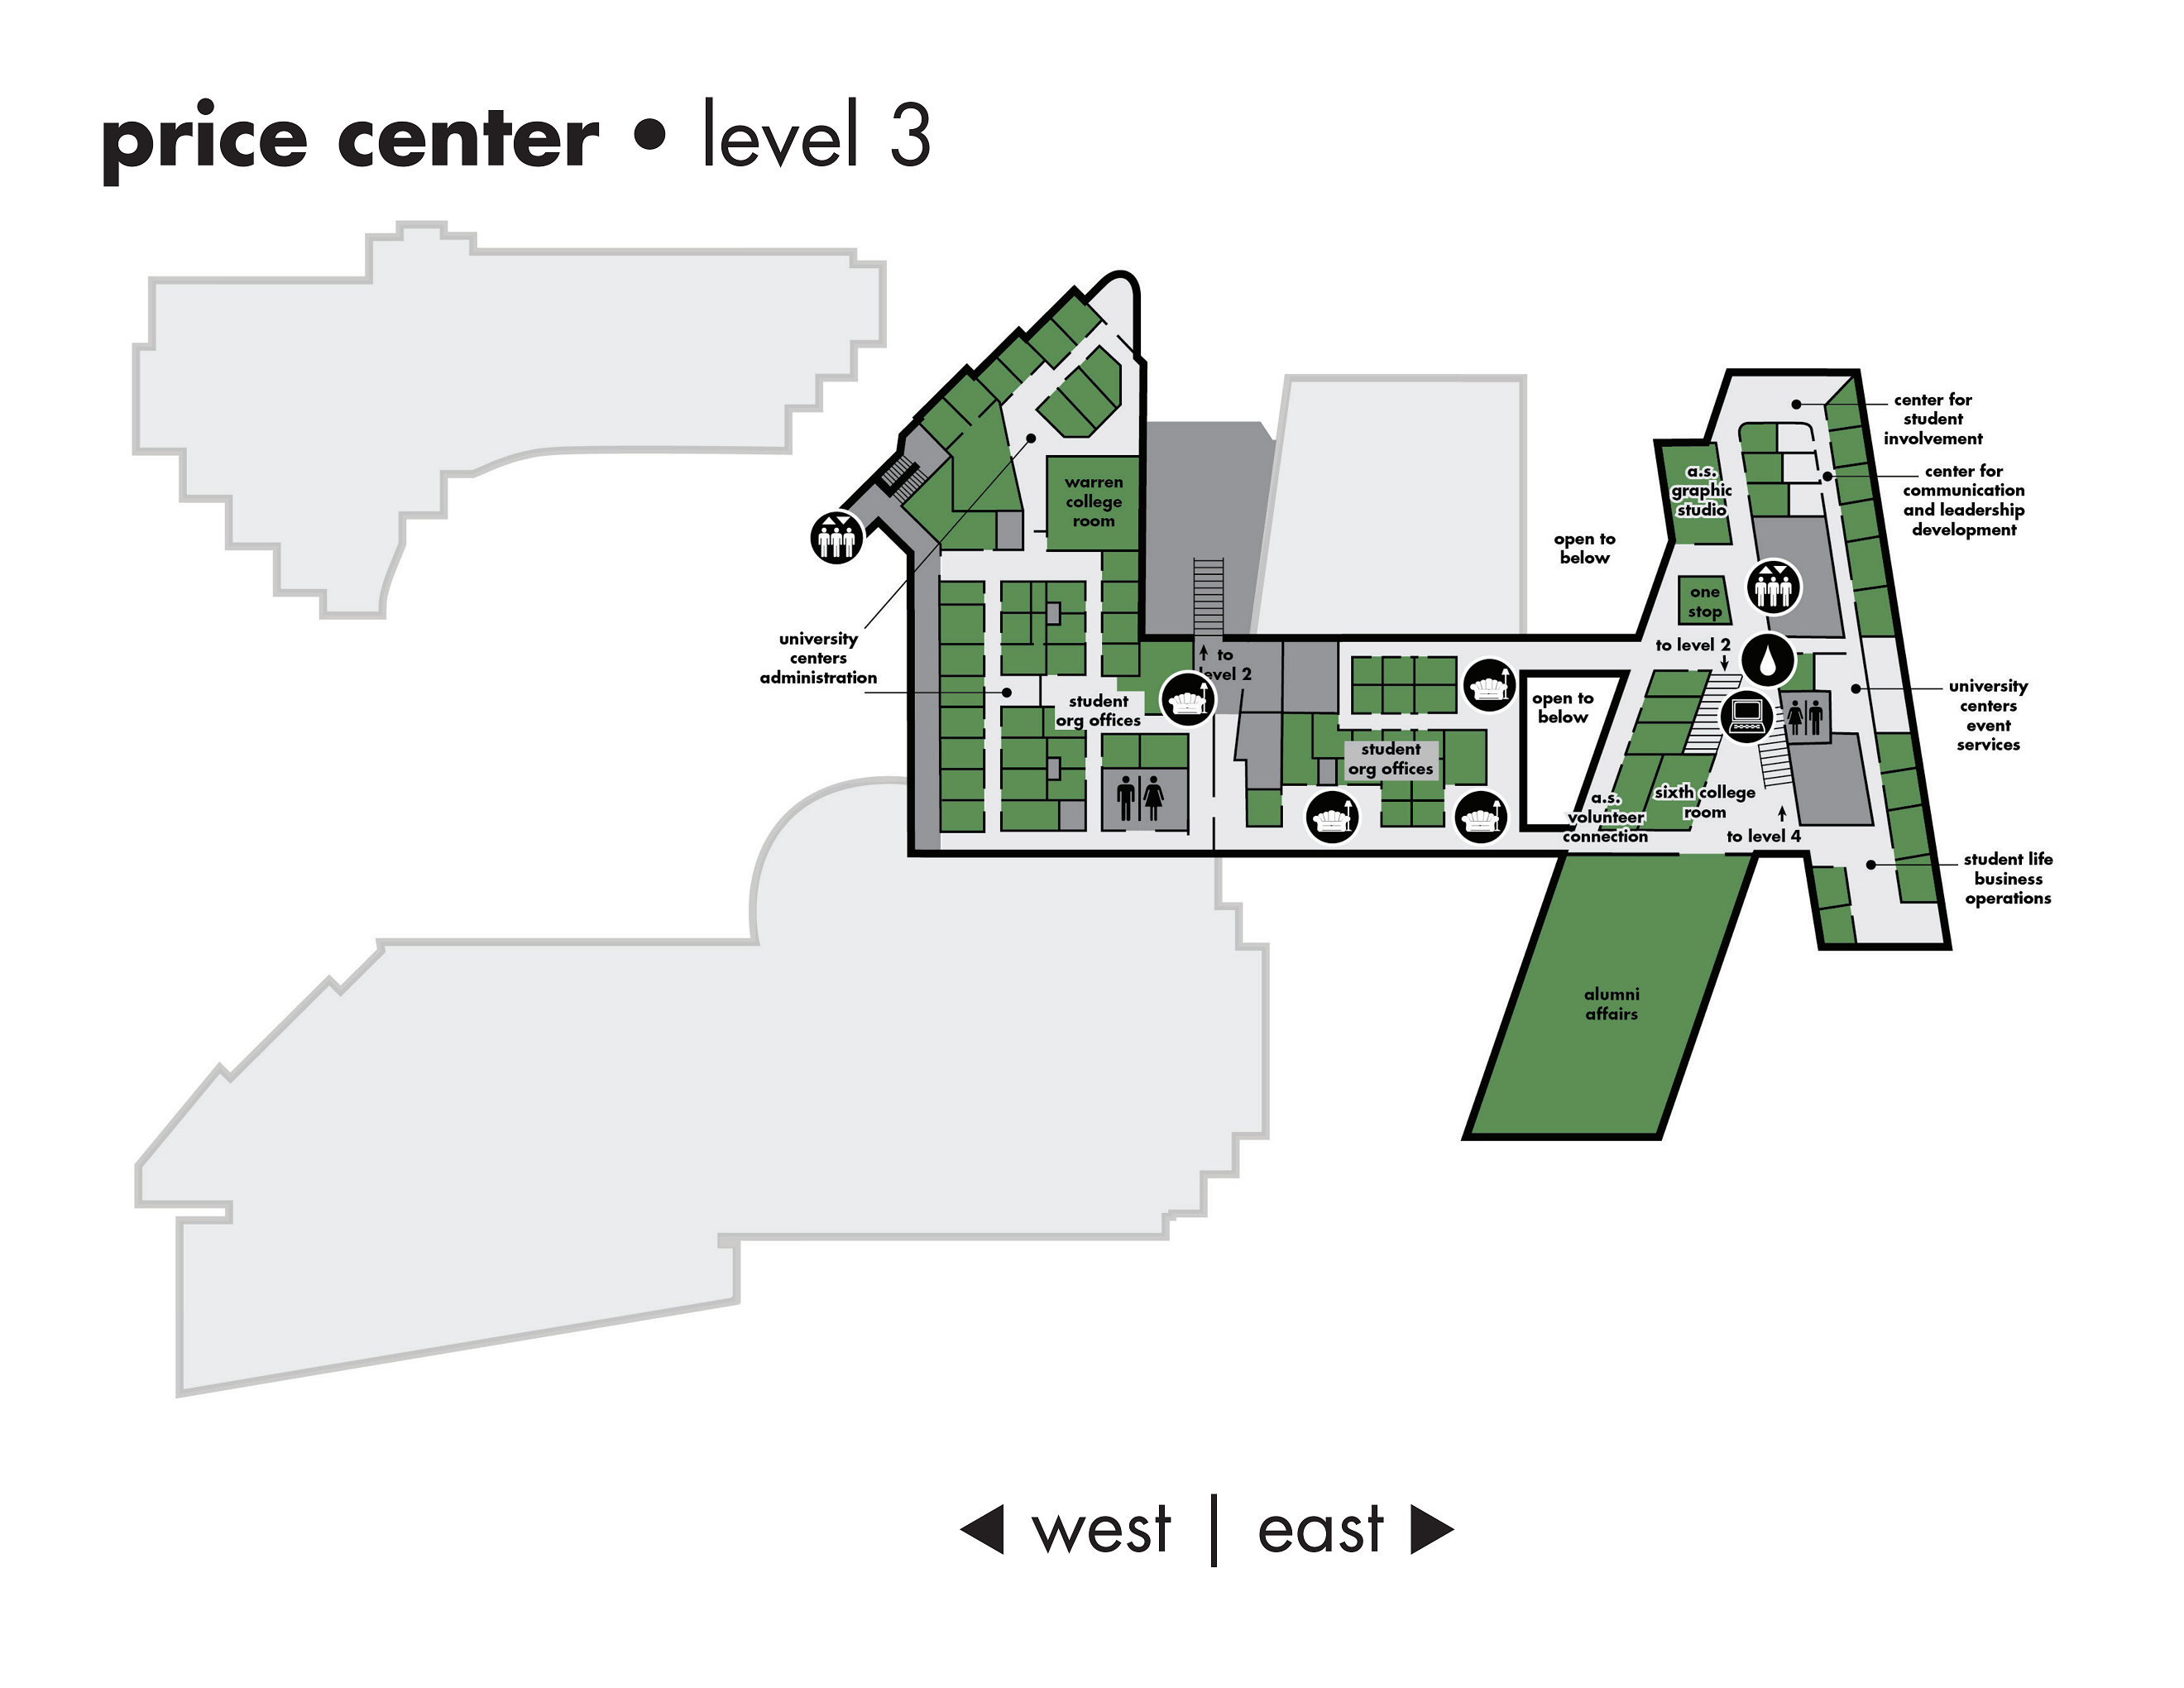 price center • level 3
center for
student
involvement
center for
communication
and leadership
development
a.s.
graphic
studio
warren
college
room
open to
below
one
stop
university
centers
administration
to level 2
to
level 2
student
org offices
open to
below
university
centers
event
services
student
org offices
sixth college
room
a.s.
volunteer
connection
to level 4
student life
business
operations
alumni
affairs
west | east